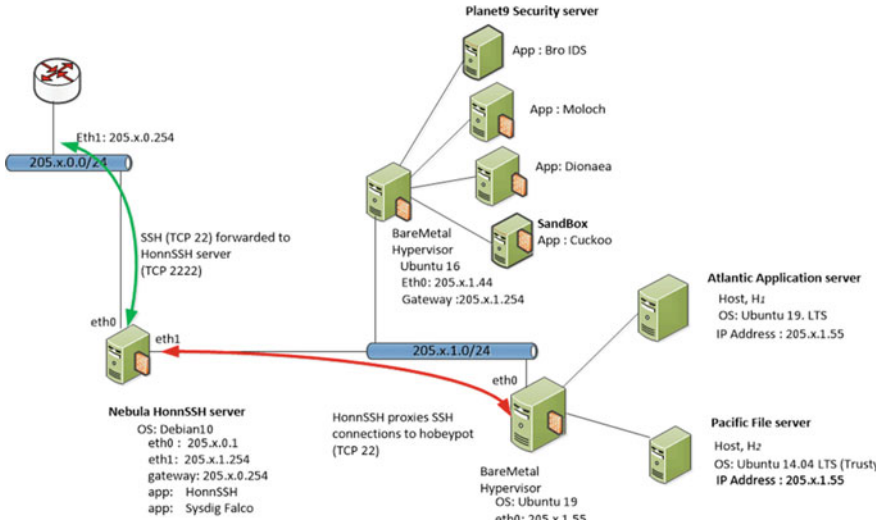 Planet9 Security server
App : Bro IDS
App : Moloch
App: Dionaea
SandBox
App : Cuckoo
Eth1: 205.x.0.254
205.x.0.0/24
SSH (TCP 22) forwarded to
HonnSSH server
(TCP 2222)
BareMetal
Hypervisor
Ubuntu 16
Eth0: 205.x.1.44
Gateway :205.x.1.254
Atlantic Application server
Host, H1
OS: Ubuntu 19. LTS
IP Address : 205.x.1.55
eth0
eth1
205.x.1.0/24
eth0
Nebula HonnSSH server
OS: Debian10
eth0 : 205.x.0.1
eth1: 205.x.1.254
gateway: 205.x.0.254
app: HonnSSH
app: Sysdig Falco
HonnSSH proxies SSH
connections to hobeypot
(TCP 22)
BareMetal
Hypervisor
OS: Ubuntu 19
eth0: 205.x.1.55
Pacific File server
Host, H2
OS: Ubuntu 14.04 LTS (Trusty
IP Address : 205.x.1.55